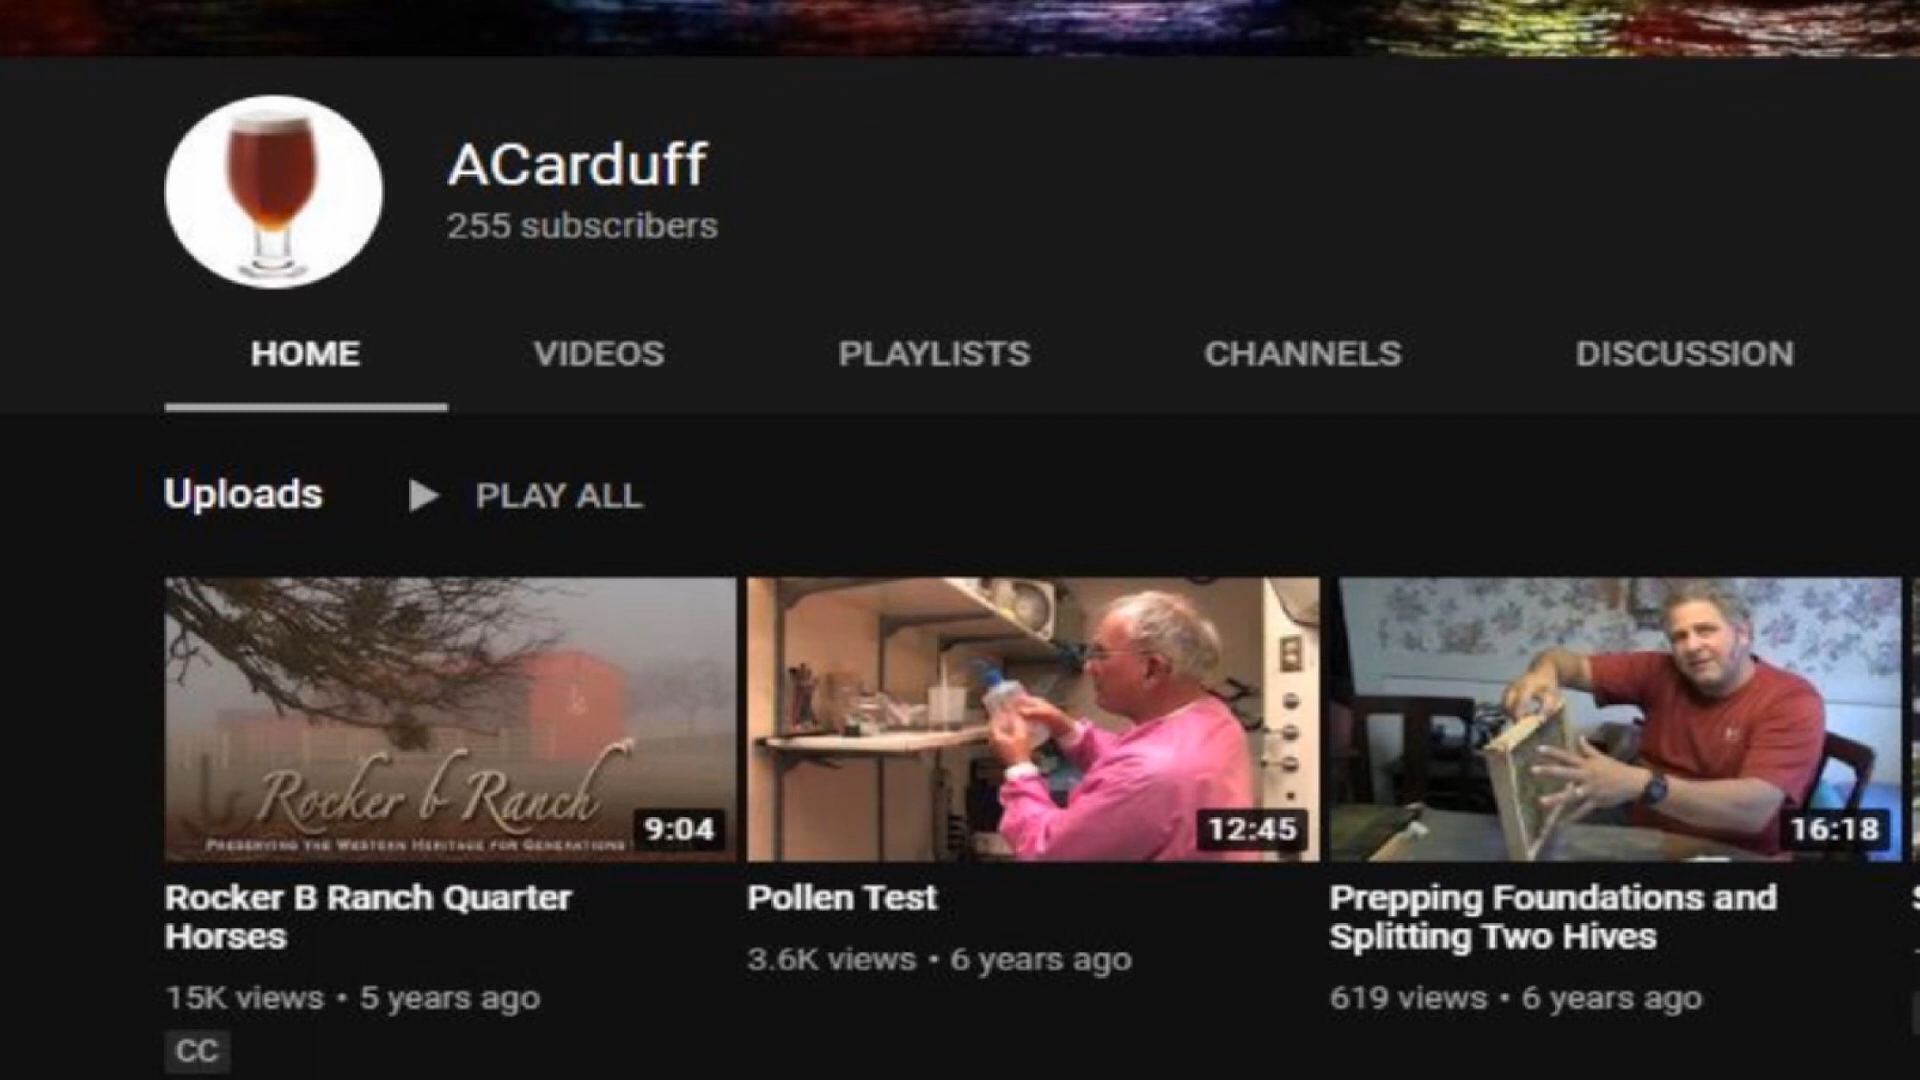 ACarduff
255 subscribers
HOME
VIDEOS
PLAYLISTS
CHANNELS
DISCUSSION
Uploads
PLAY ALL
Rocker b Ranch
PRESERVING THE WESTERN HERITAGE FOR GENERATIONS
9:04
12:45
16:18
Rocker B Ranch Quarter
Horses
15K views • 5 years ago
CC
Pollen Test
3.6K views • 6 years ago
Prepping Foundations and
Splitting Two Hives
619 views • 6 years ago